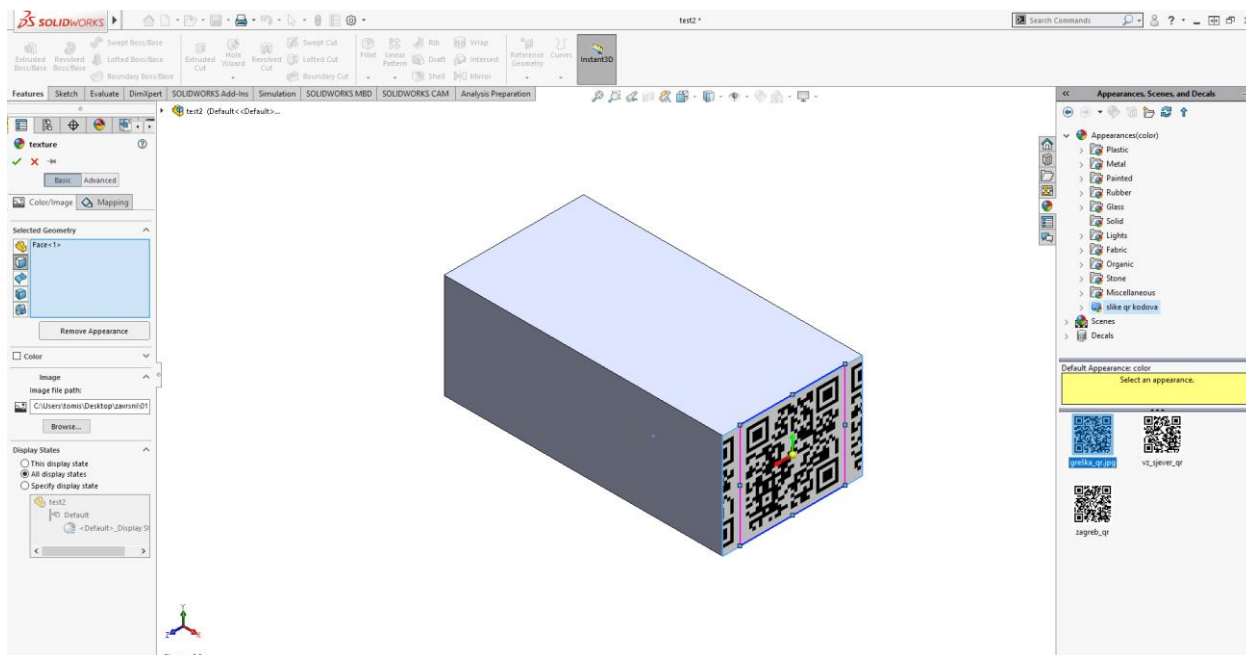 SOLIDWORKS
test2 *
Search Commands
Extruded Boss/Base
Revolved Boss/Base
Swept Boss/Base
Lofted Boss/Base
Boundary Boss/Base
Extruded Cut
Hole Wizard
Revolved Cut
Swept Cut
Lofted Cut
Boundary Cut
Fillet
Linear Pattern
Rib
Draft
Shell
Wrap
Intersect
Mirror
Reference Geometry
Curves
Instant3D
Features Sketch Evaluate DimXpert SOLIDWORKS Add-Ins Simulation SOLIDWORKS MBD SOLIDWORKS CAM Analysis Preparation
test2 (Default<<Default>...
texture
Basic Advanced
Color/Image Mapping
Selected Geometry
Face<1>
Remove Appearance
Color
Image
Image file path:
C:\Users\tomis\Desktop\zavrsni\01
Browse...
Display States
This display state
All display states
Specify display state
test2
Default
<Default>_Display St
Y
Z
X
Appearances, Scenes, and Decals
Appearances(color)
Plastic
Metal
Painted
Rubber
Glass
Solid
Lights
Fabric
Organic
Stone
Miscellaneous
slike qr kodova
Scenes
Decals
Default Appearance: color
Select an appearance.
greška_qr.jpg
vz_sjever_qr
zagreb_qr